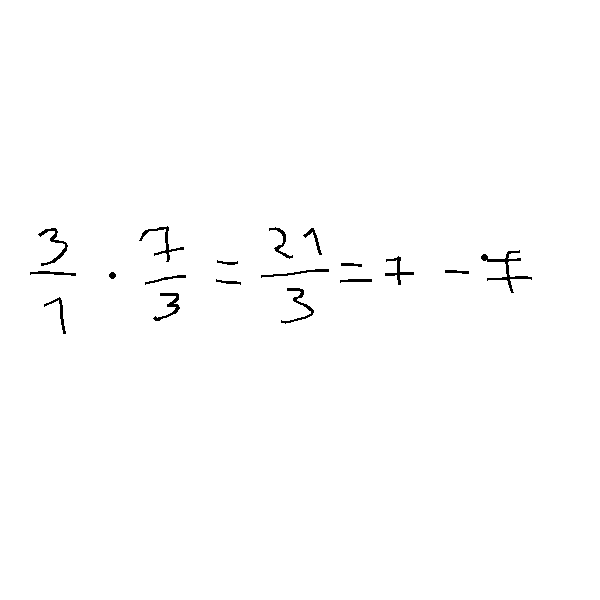 3/1 · 7/3 = 21/3 = 7 -